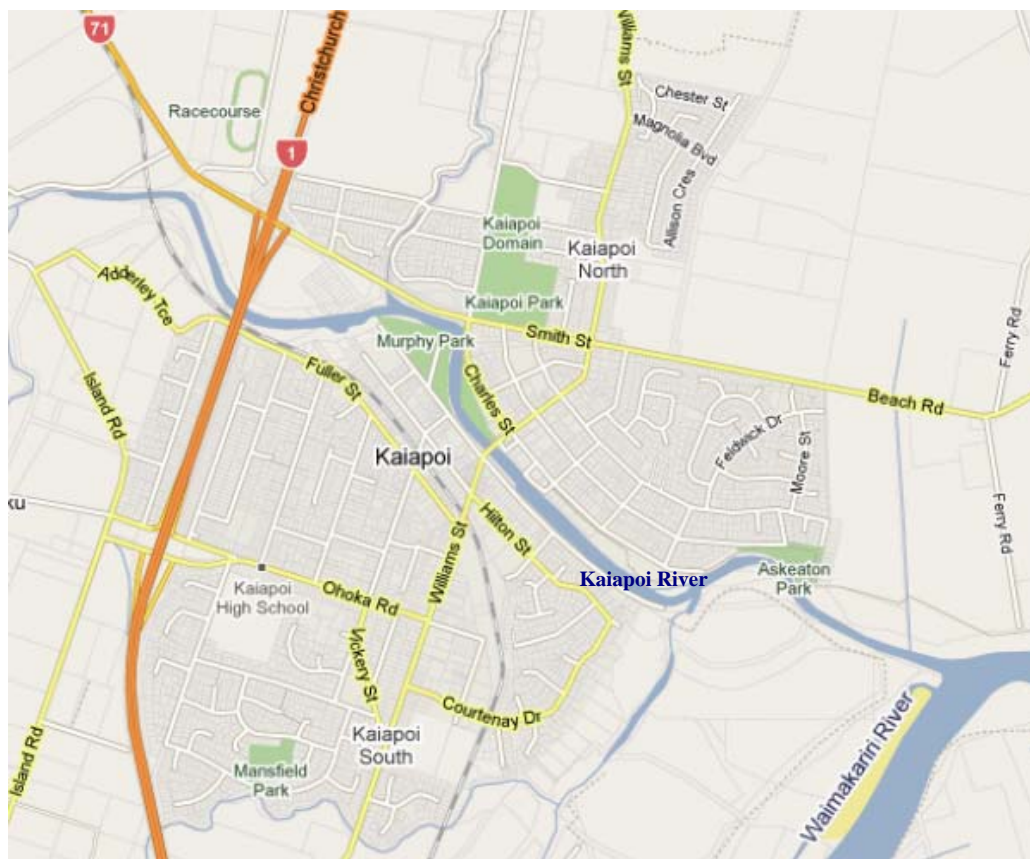 71
Christchurch
Williams St
Chester St
Racecourse
Magnolia Bvd
1
Allison Cres
Kaiapoi
Domain
Kaiapoi
North
Adderley Tce
Kaiapoi Park
Ferry Rd
Murphy Park
Smith St
Fuller St
Charles St
Beach Rd
Island Rd
Feldwick Dr
Kaiapoi
Moore St
ku
Hilton St
Ferry Rd
Williams St
Kaiapoi River
Askeaton
Park
Kaiapoi
High School
Ohoka Rd
Vickery St
Courtenay Dr
Kaiapoi
South
Island Rd
Mansfield
Park
Waimakariri River